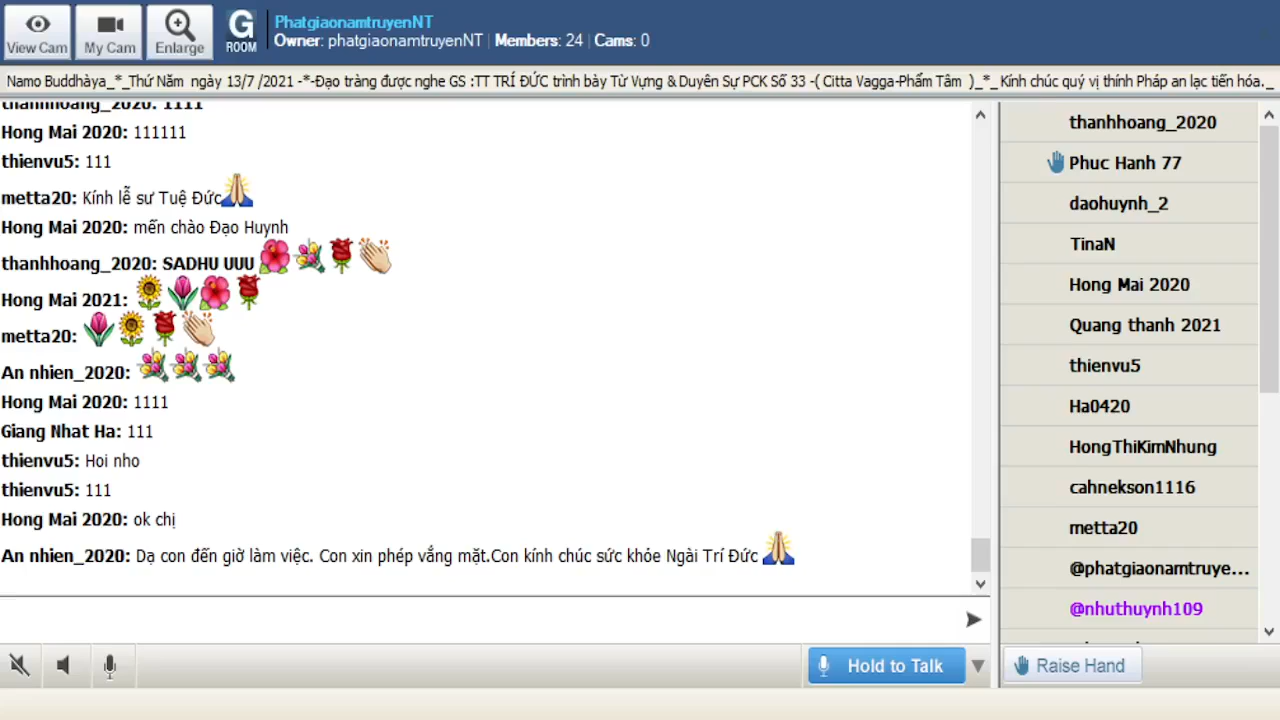 View Cam
My Cam
Enlarge
G
ROOM
PhatgiaonamtruyenNT
Owner: phatgiaonamtruyenNT | Members: 24 | Cams: 0
Namo Buddhàya_*_Thứ Năm ngày 13/7 /2021 -*-Đạo tràng được nghe GS :TT TRÍ ĐỨC trình bày Từ Vựng & Duyên Sự PCK Số 33 -( Citta Vagga-Phẩm Tâm )_*_ Kính chúc quý vị thính Pháp an lạc tiến hóa._
thanhhoang_2020: 1111
Hong Mai 2020: 111111
thienvu5: 111
metta20: Kính lễ sư Tuệ Đức
Hong Mai 2020: mến chào Đạo Huynh
thanhhoang_2020: SADHU UUU
Hong Mai 2021:
metta20:
An nhien_2020:
Hong Mai 2020: 1111
Giang Nhat Ha: 111
thienvu5: Hoi nho
thienvu5: 111
Hong Mai 2020: ok chị
An nhien_2020: Dạ con đến giờ làm việc. Con xin phép vắng mặt.Con kính chúc sức khỏe Ngài Trí Đức
Hold to Talk
thanhhoang_2020
Phuc Hanh 77
daohuynh_2
TinaN
Hong Mai 2020
Quang thanh 2021
thienvu5
Ha0420
HongThiKimNhung
cahnekson1116
metta20
@phatgiaonamtruye...
@nhuthuynh109
Raise Hand